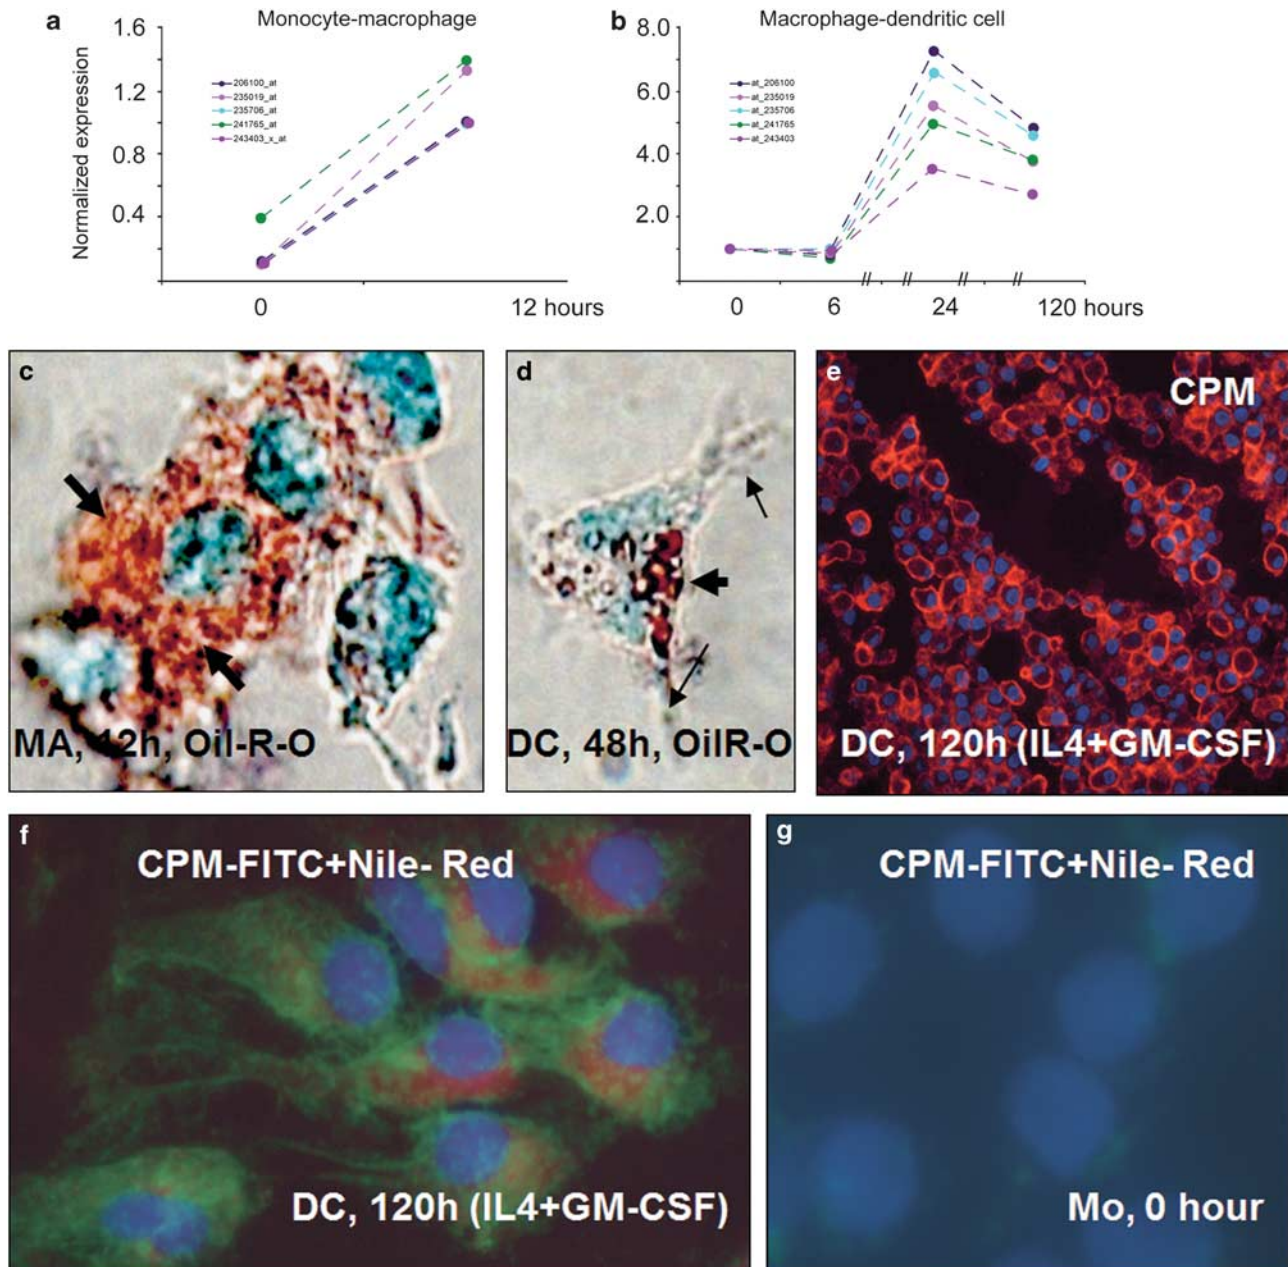 a
Monocyte-macrophage
Normalized expression
1.6
1.2
0.8
0.4
206100_at
235019_at
235706_at
241765_at
243403_x_at
0
12 hours
b
Macrophage-dendritic cell
8.0
6.0
4.0
2.0
at_206100
at_235019
at_235706
at_241765
at_243403
0
6
24
120 hours
c
MA, 12h, Oil-R-O
d
DC, 48h, OilR-O
e
CPM
DC, 120h (IL4+GM-CSF)
f
CPM-FITC+Nile- Red
DC, 120h (IL4+GM-CSF)
g
CPM-FITC+Nile- Red
Mo, 0 hour